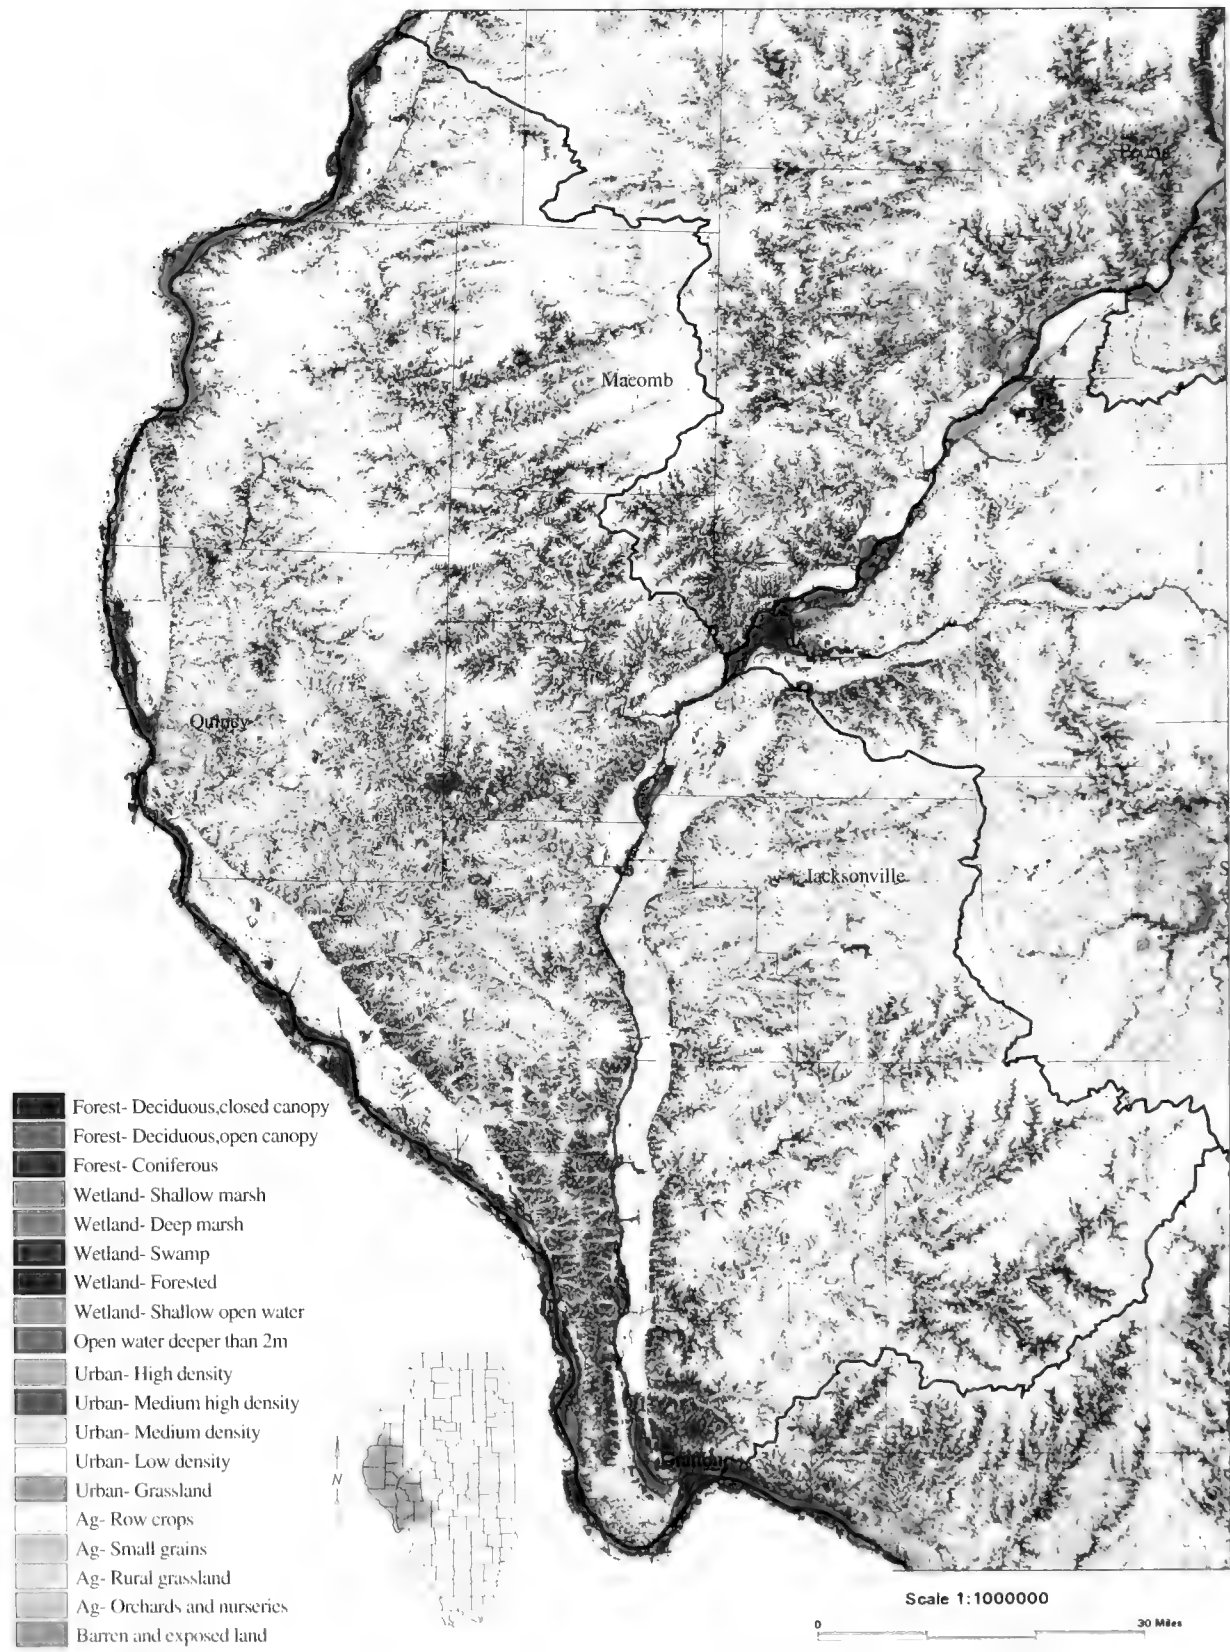 Peoria
Macomb
Quincy
Jacksonville
Forest- Deciduous,closed canopy
Forest- Deciduous,open canopy
Forest- Coniferous
Wetland- Shallow marsh
Wetland- Deep marsh
Wetland- Swamp
Wetland- Forested
Wetland- Shallow open water
Open water deeper than 2m
Urban- High density
Urban- Medium high density
Urban- Medium density
Urban- Low density
Urban- Grassland
Ag- Row crops
Ag- Small grains
Ag- Rural grassland
Ag- Orchards and nurseries
Barren and exposed land
N
Scale 1:1000000
0
30 Miles